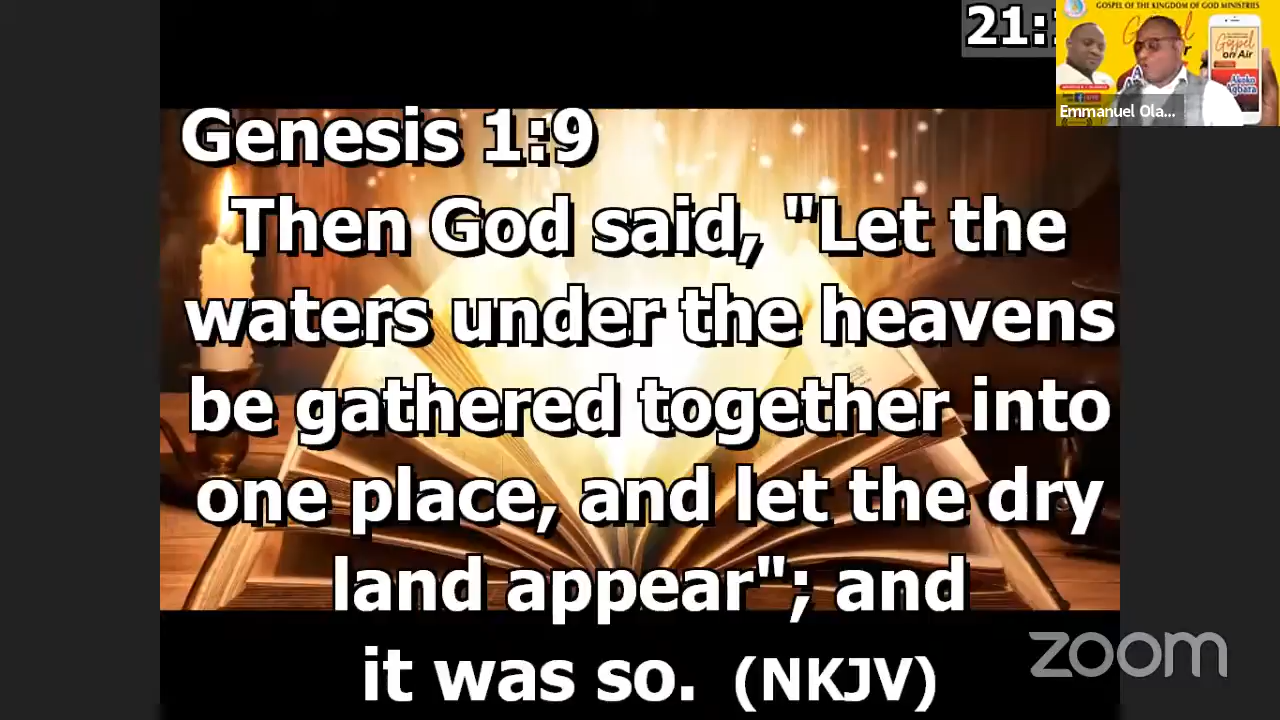 21:
GOSPEL OF THE KINGDOM OF GOD MINISTRIES
Gospel
on Air
Akoko
Agbara
Emmanuel Ola...
Genesis 1:9
Then God said, "Let the
waters under the heavens
be gathered together into
one place, and let the dry
land appear"; and
it was so. (NKJV)
zoom